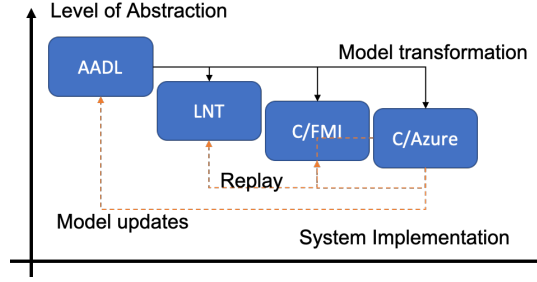 Level of Abstraction
Model transformation
AADL
LNT
C/FMI
C/Azure
Replay
Model updates
System Implementation